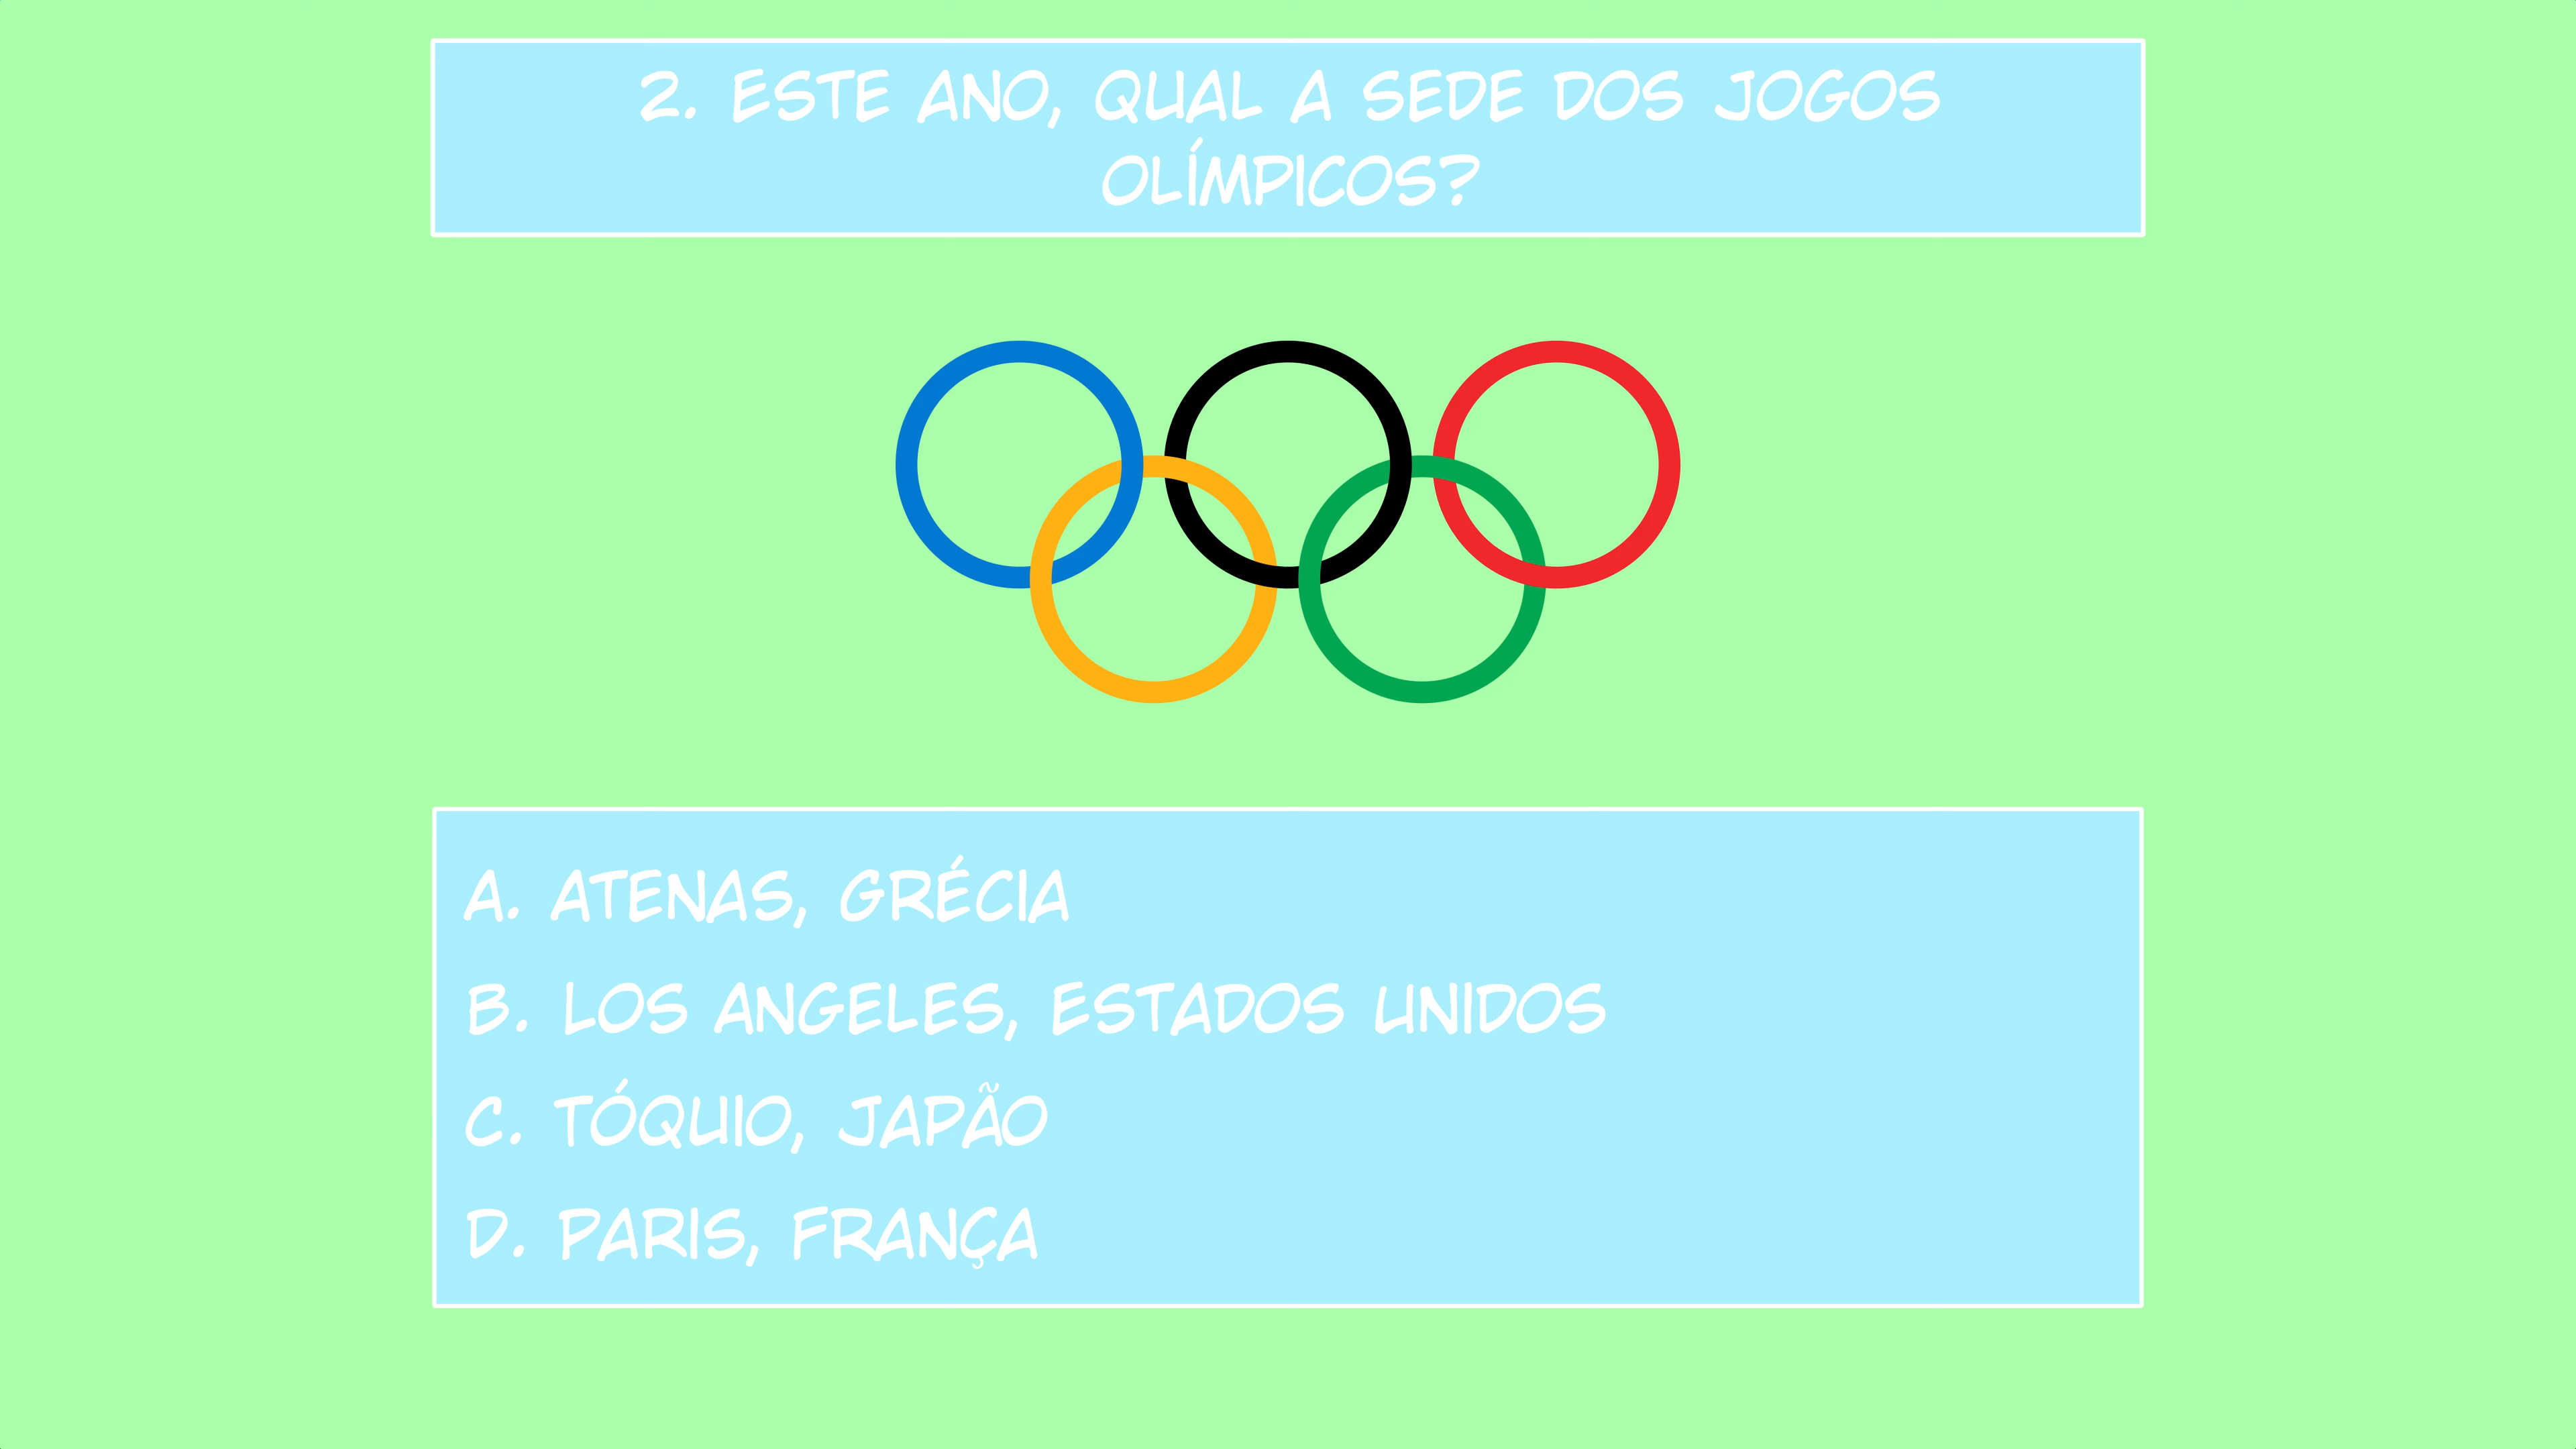 2. ESTE ANO, QUAL A SEDE DOS JOGOS
OLÍMPICOS?
A. ATENAS, GRÉCIA
B. LOS ANGELES, ESTADOS UNIDOS
C. TÓQUIO, JAPÃO
D. PARIS, FRANÇA